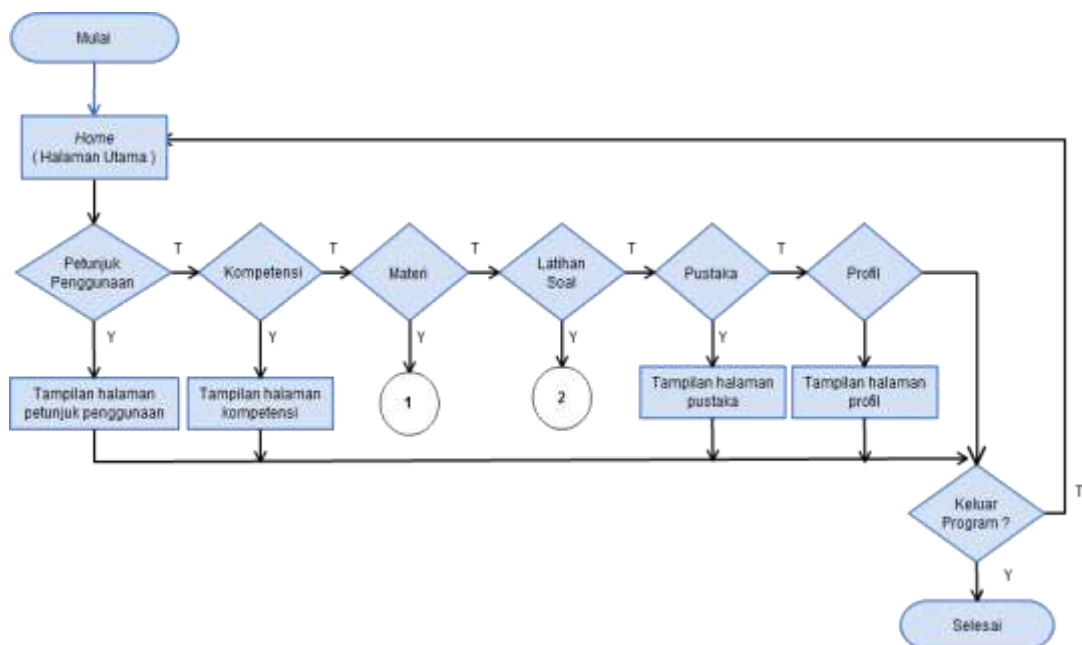 Mulai
Home
( Halaman Utama )
Petunjuk
Penggunaan
T
Kompetensi
T
Materi
T
Latihan
Soal
T
Pustaka
T
Profil
Y
Y
Y
Y
Y
Tampilan halaman
petunjuk penggunaan
Tampilan halaman
kompetensi
1
2
Tampilan halaman
pustaka
Tampilan halaman
profil
Keluar
Program ?
T
Y
Selesai